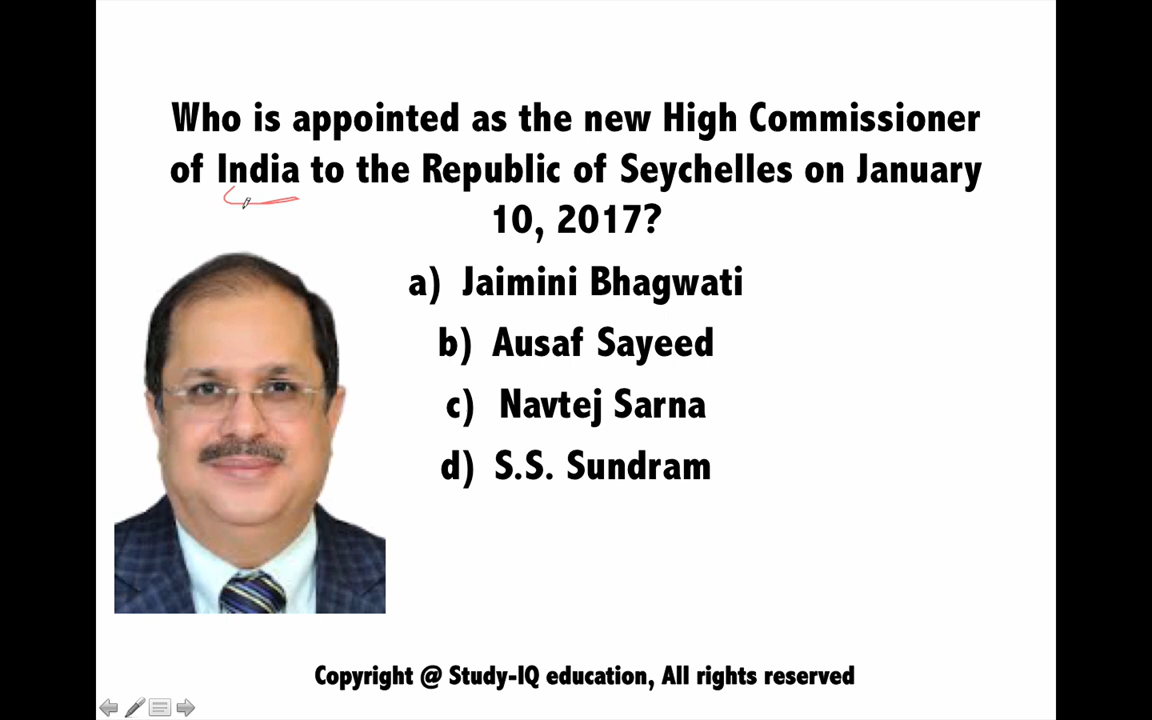 Who is appointed as the new High Commissioner
of India to the Republic of Seychelles on January
10, 2017?
a) Jaimini Bhagwati
b) Ausaf Sayeed
c) Navtej Sarna
d) S.S. Sundram
Copyright @ Study-IQ education, All rights reserved